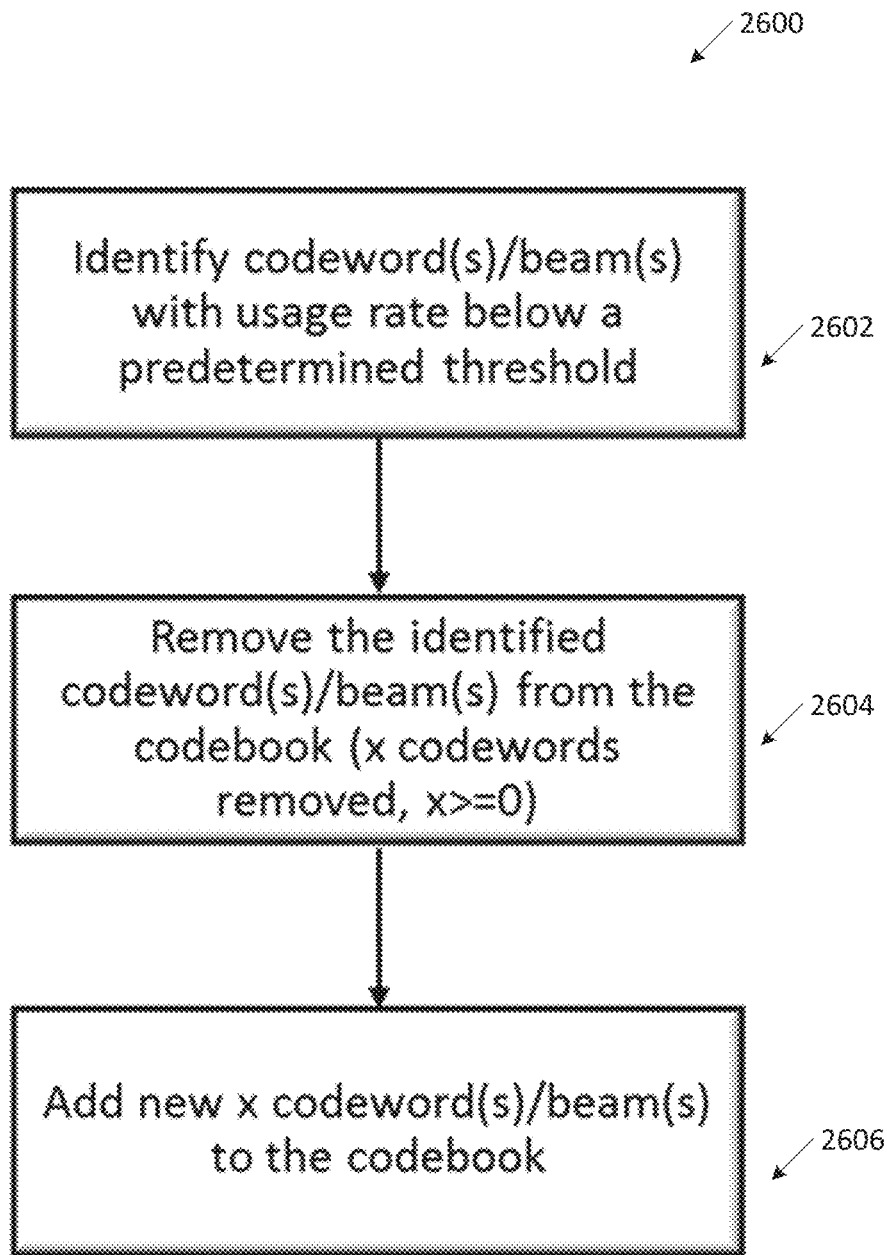 2600
Identify codeword(s)/beam(s)
with usage rate below a
predetermined threshold
2602
Remove the identified
codeword(s)/beam(s) from the
codebook (x codewords
removed, x>=0)
2604
Add new x codeword(s)/beam(s)
to the codebook
2606